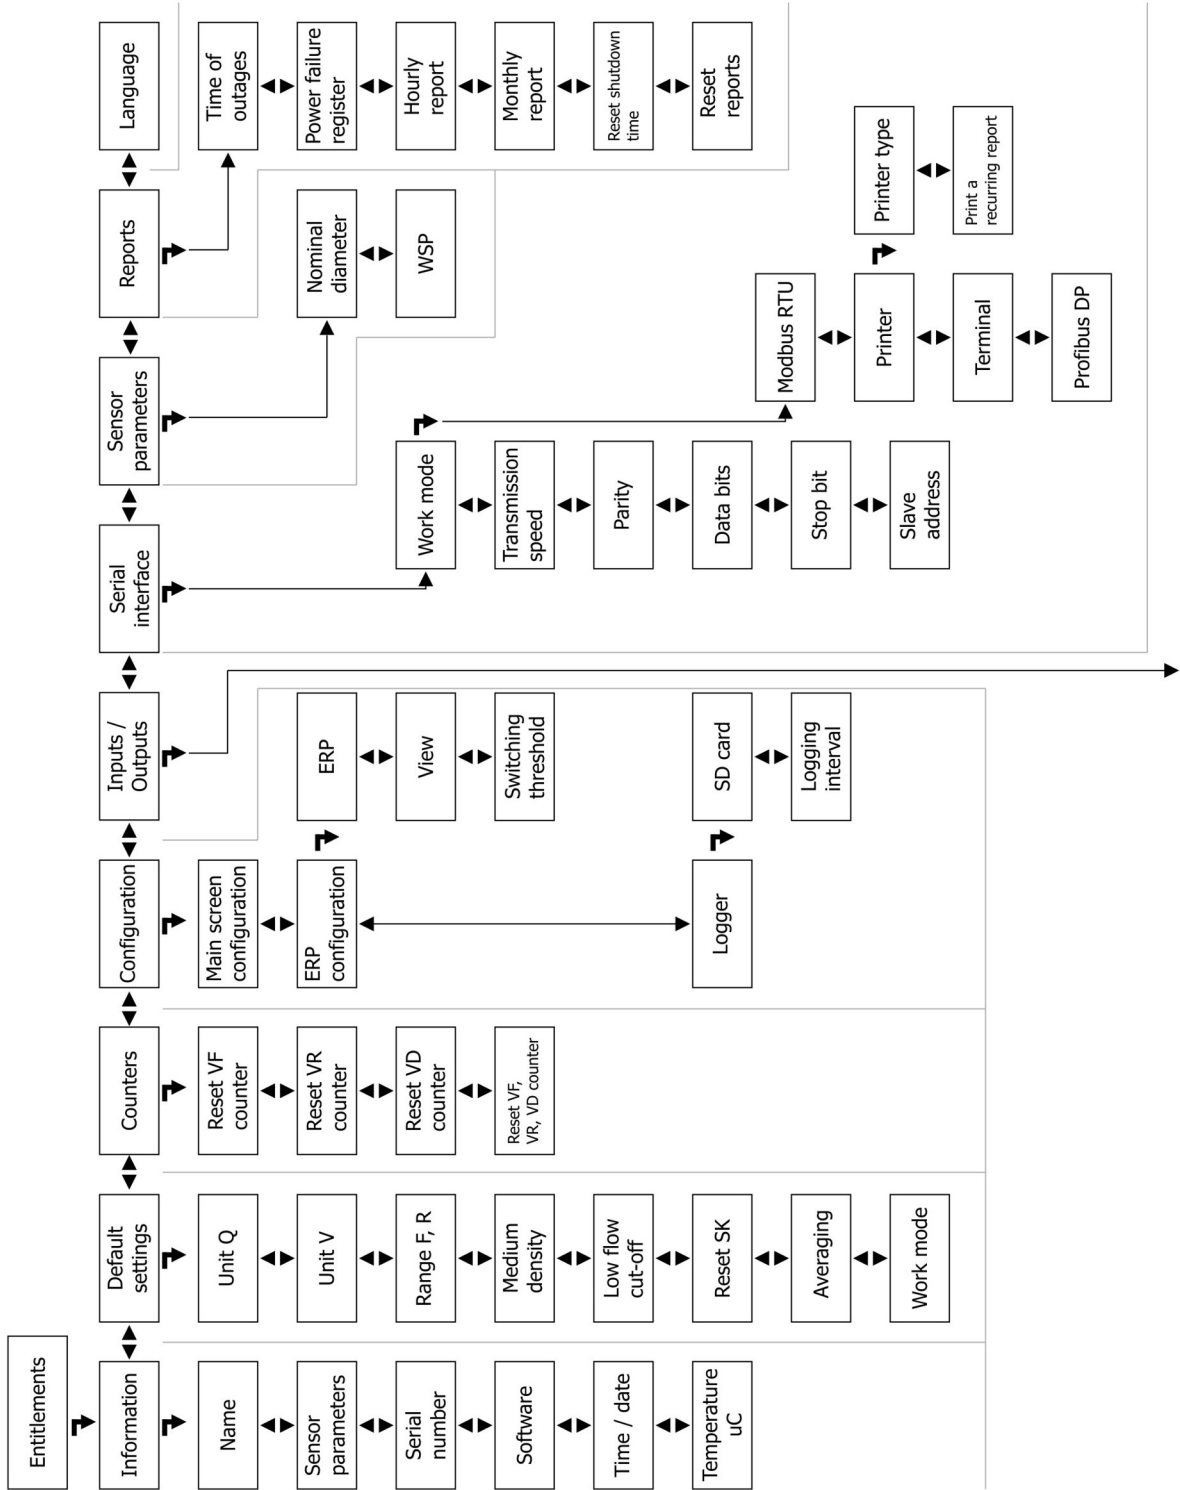 Entitlements
Information
Name
Sensor
parameters
Serial
number
Software
Time / date
Temperature
uC
Default
settings
Unit Q
Unit V
Range F, R
Medium
density
Low flow
cut-off
Reset SK
Averaging
Work mode
Counters
Reset VF
counter
Reset VR
counter
Reset VD
counter
Reset VF,
VR, VD counter
Configuration
Main screen
configuration
ERP
configuration
Logger
ERP
View
Switching
threshold
SD card
Logging
interval
Inputs /
Outputs
Serial
interface
Work mode
Transmission
speed
Parity
Data bits
Stop bit
Slave
address
Modbus RTU
Printer
Terminal
Profibus DP
Printer type
Print a
recurring report
Sensor
parameters
Nominal
diameter
WSP
Reports
Time of
outages
Power failure
register
Hourly
report
Monthly
report
Reset shutdown
time
Reset
reports
Language